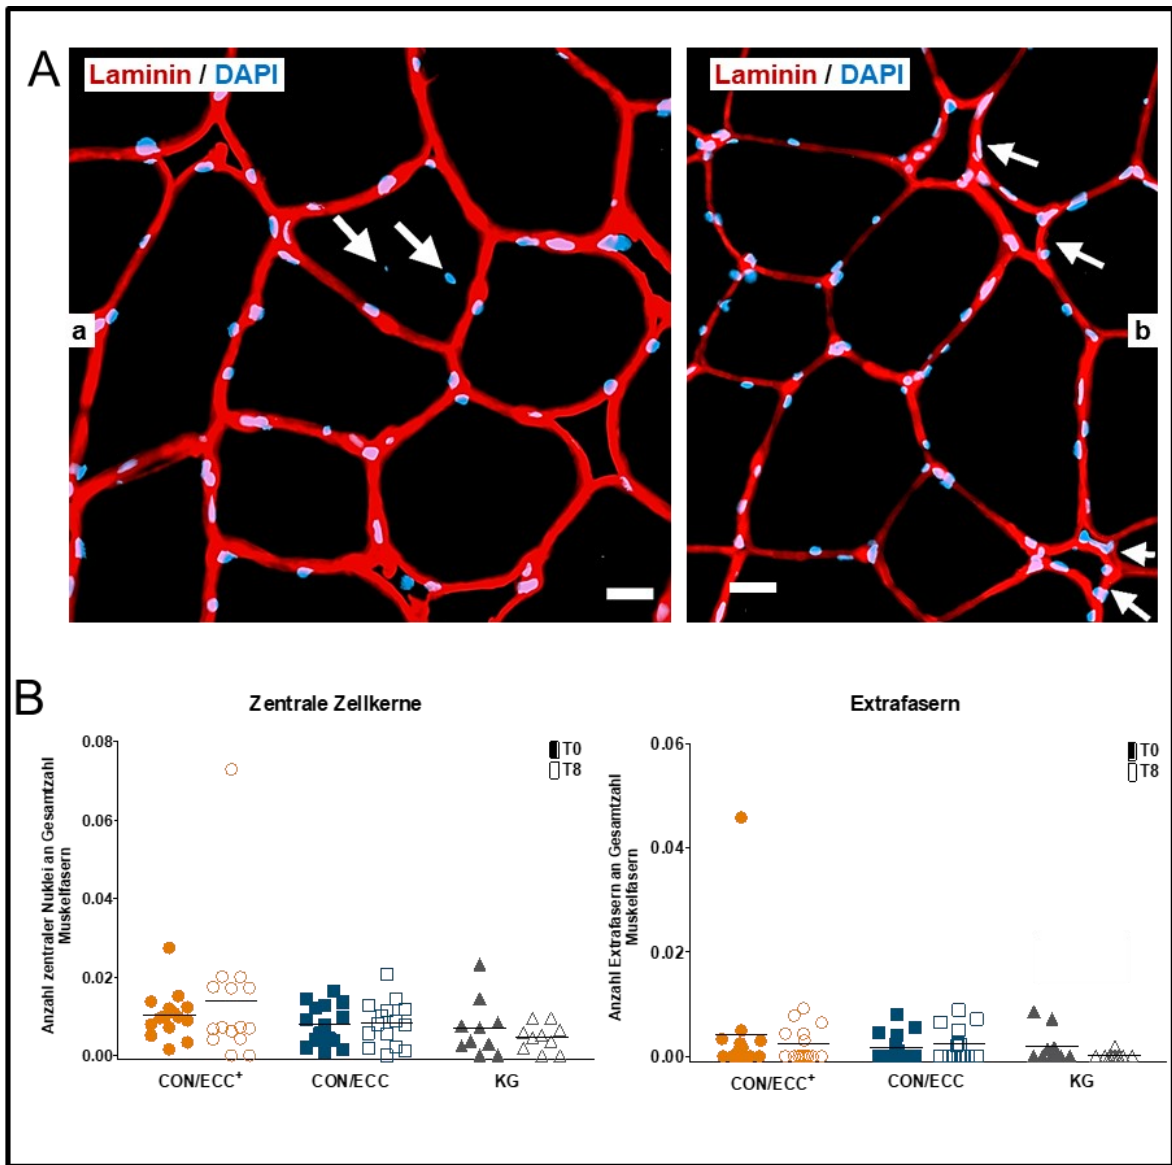 A
Laminin / DAPI
Laminin / DAPI
a
b
B
Zentrale Zellkerne
Anzahl zentraler Nuklei an Gesamtzahl
Muskelfasern
0.08
0.06
0.04
0.02
0.00
T0
T8
CON/ECC+
CON/ECC
KG
Extrafasern
Anzahl Extrafasern an Gesamtzahl
Muskelfasern
0.06
0.04
0.02
0.00
T0
T8
CON/ECC+
CON/ECC
KG